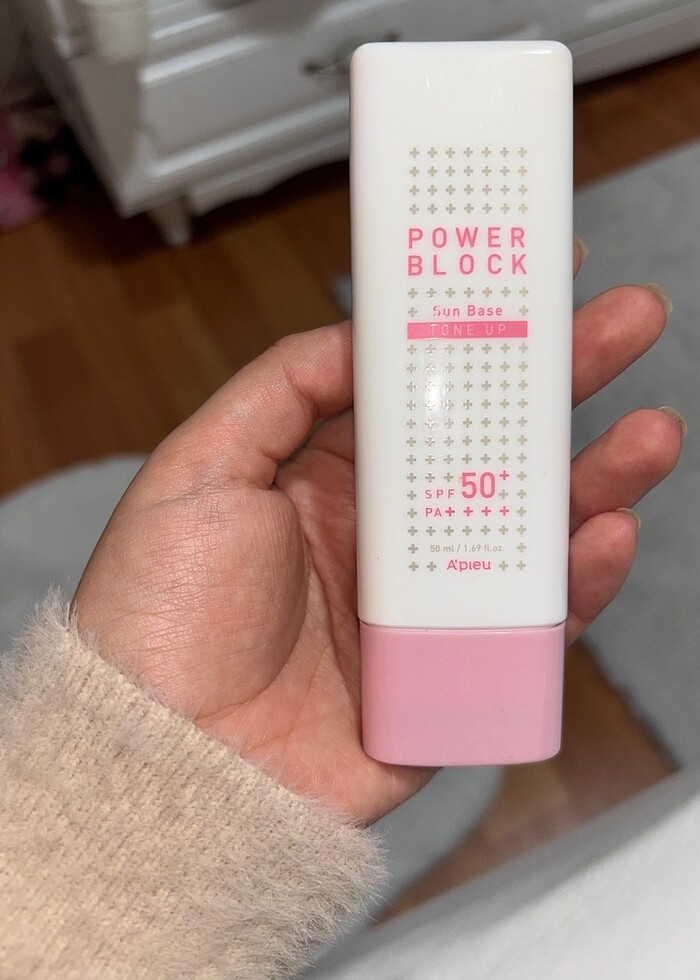 POWER
BLOCK
Sun Base
TONE UP
SPF 50+
PA++++
50 ml / 1.69 fl.oz.
A'pieu